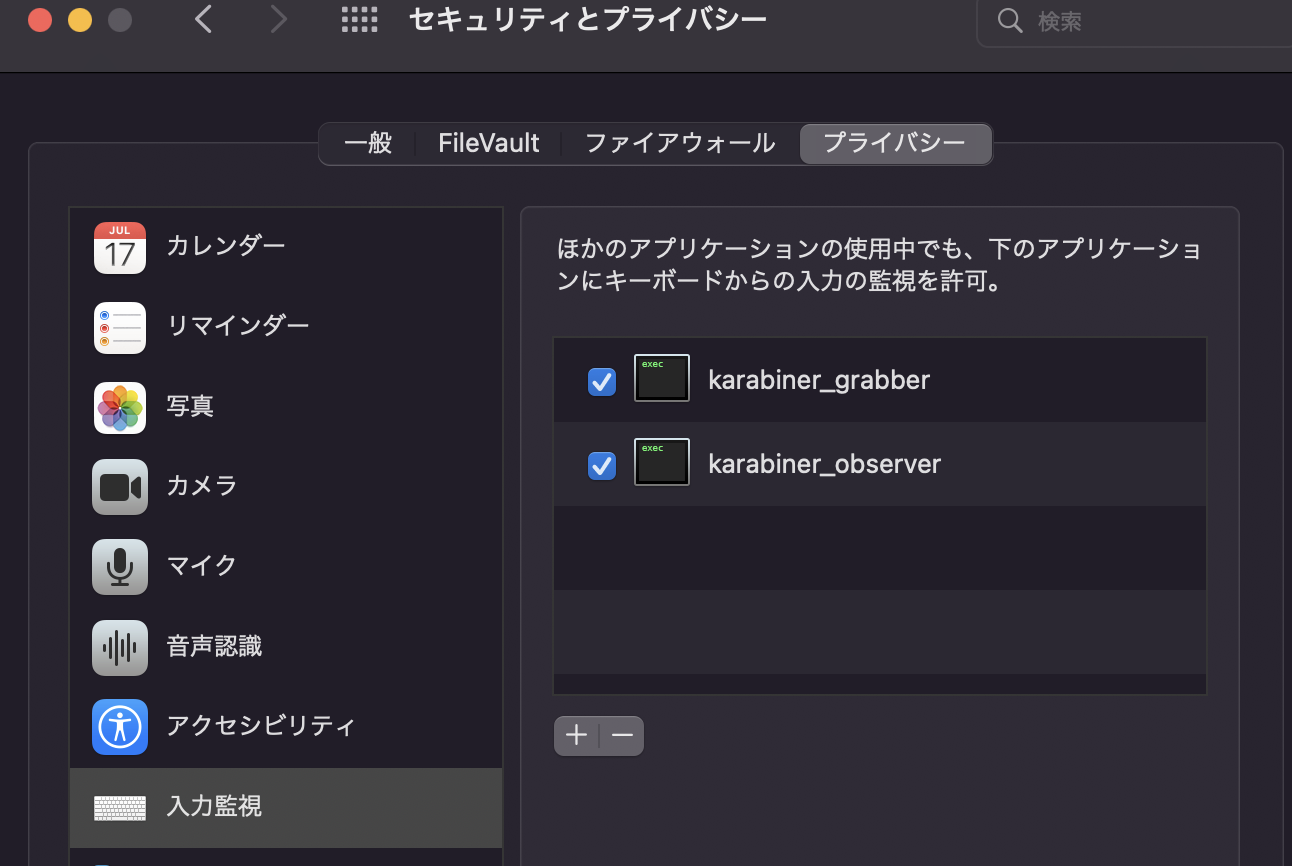 セキュリティとプライバシー
検索
一般
FileVault
ファイアウォール
プライバシー
JUL
17
カレンダー
リマインダー
写真
カメラ
マイク
音声認識
アクセシビリティ
入力監視
ほかのアプリケーションの使用中でも、下のアプリケーショ
ンにキーボードからの入力の監視を許可。
exec
karabiner_grabber
exec
karabiner_observer